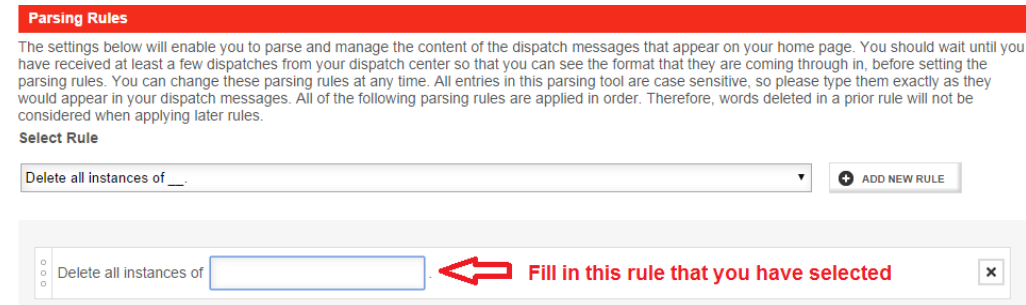 Parsing Rules
The settings below will enable you to parse and manage the content of the dispatch messages that appear on your home page. You should wait until you
have received at least a few dispatches from your dispatch center so that you can see the format that they are coming through in, before setting the
parsing rules. You can change these parsing rules at any time. All entries in this parsing tool are case sensitive, so please type them exactly as they
would appear in your dispatch messages. All of the following parsing rules are applied in order. Therefore, words deleted in a prior rule will not be
considered when applying later rules.
Select Rule
Delete all instances of __.
ADD NEW RULE
Delete all instances of . Fill in this rule that you have selected